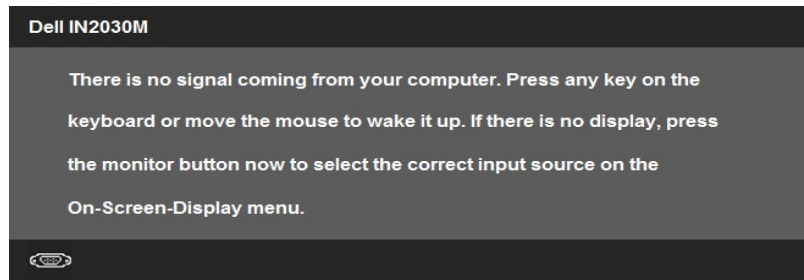 Dell IN2030M
There is no signal coming from your computer. Press any key on the
keyboard or move the mouse to wake it up. If there is no display, press
the monitor button now to select the correct input source on the
On-Screen-Display menu.